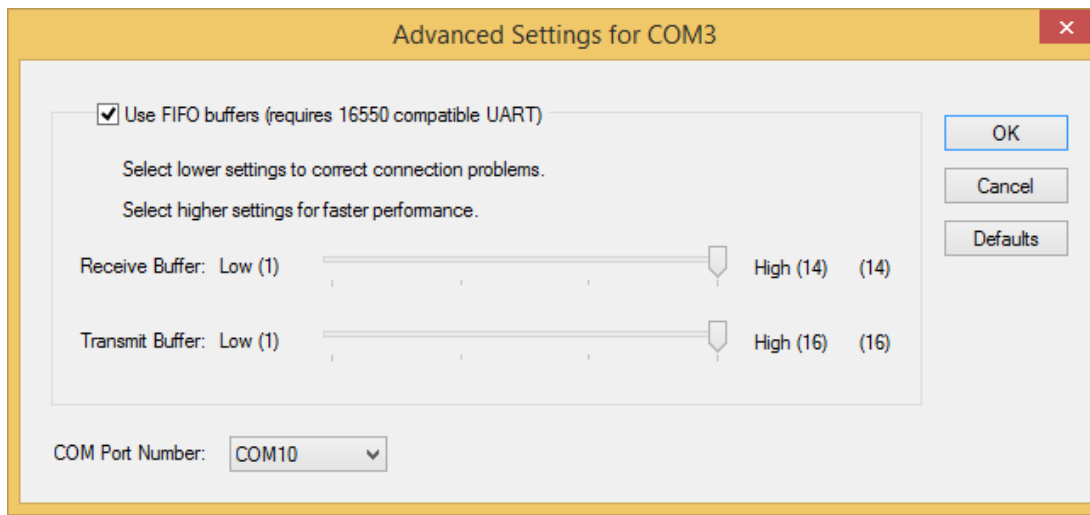 Advanced Settings for COM3
Use FIFO buffers (requires 16550 compatible UART)
OK
Select lower settings to correct connection problems.
Cancel
Select higher settings for faster performance.
Defaults
Receive Buffer: Low (1) High (14) (14)
Transmit Buffer: Low (1) High (16) (16)
COM Port Number: COM10